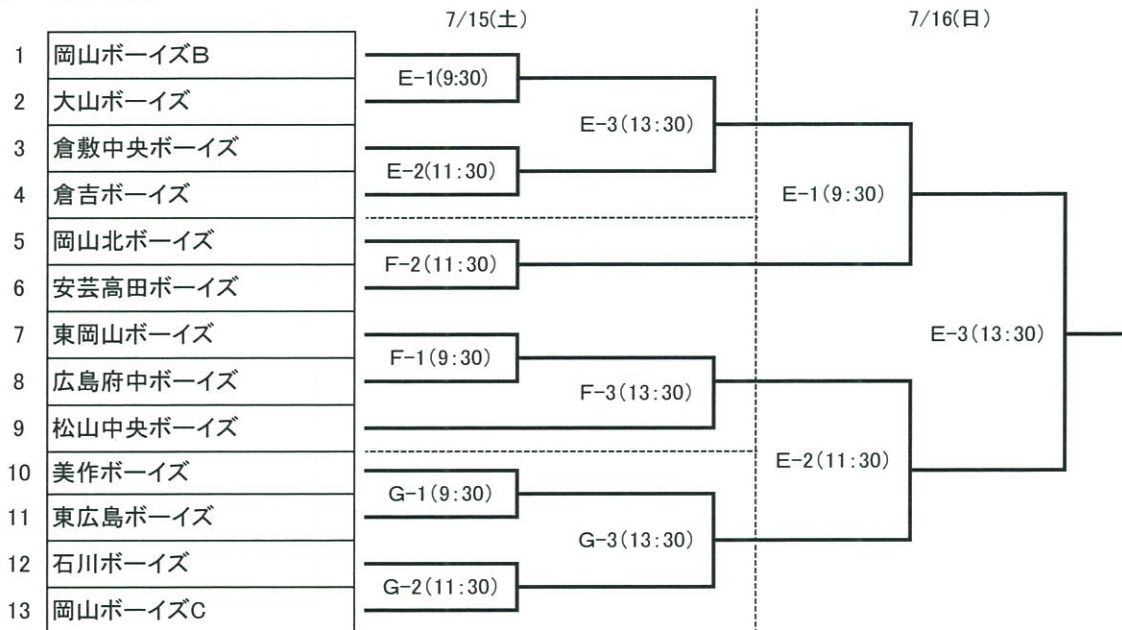 7/15(土) 7/16(日)
1 岡山ボーイズB
2 大山ボーイズ
3 倉敷中央ボーイズ
4 倉吉ボーイズ
5 岡山北ボーイズ
6 安芸高田ボーイズ
7 東岡山ボーイズ
8 広島府中ボーイズ
9 松山中央ボーイズ
10 美作ボーイズ
11 東広島ボーイズ
12 石川ボーイズ
13 岡山ボーイズC
E-1(9:30)
E-2(11:30)
F-2(11:30)
F-1(9:30)
G-1(9:30)
G-2(11:30)
E-3(13:30)
F-3(13:30)
G-3(13:30)
E-1(9:30)
E-2(11:30)
E-3(13:30)